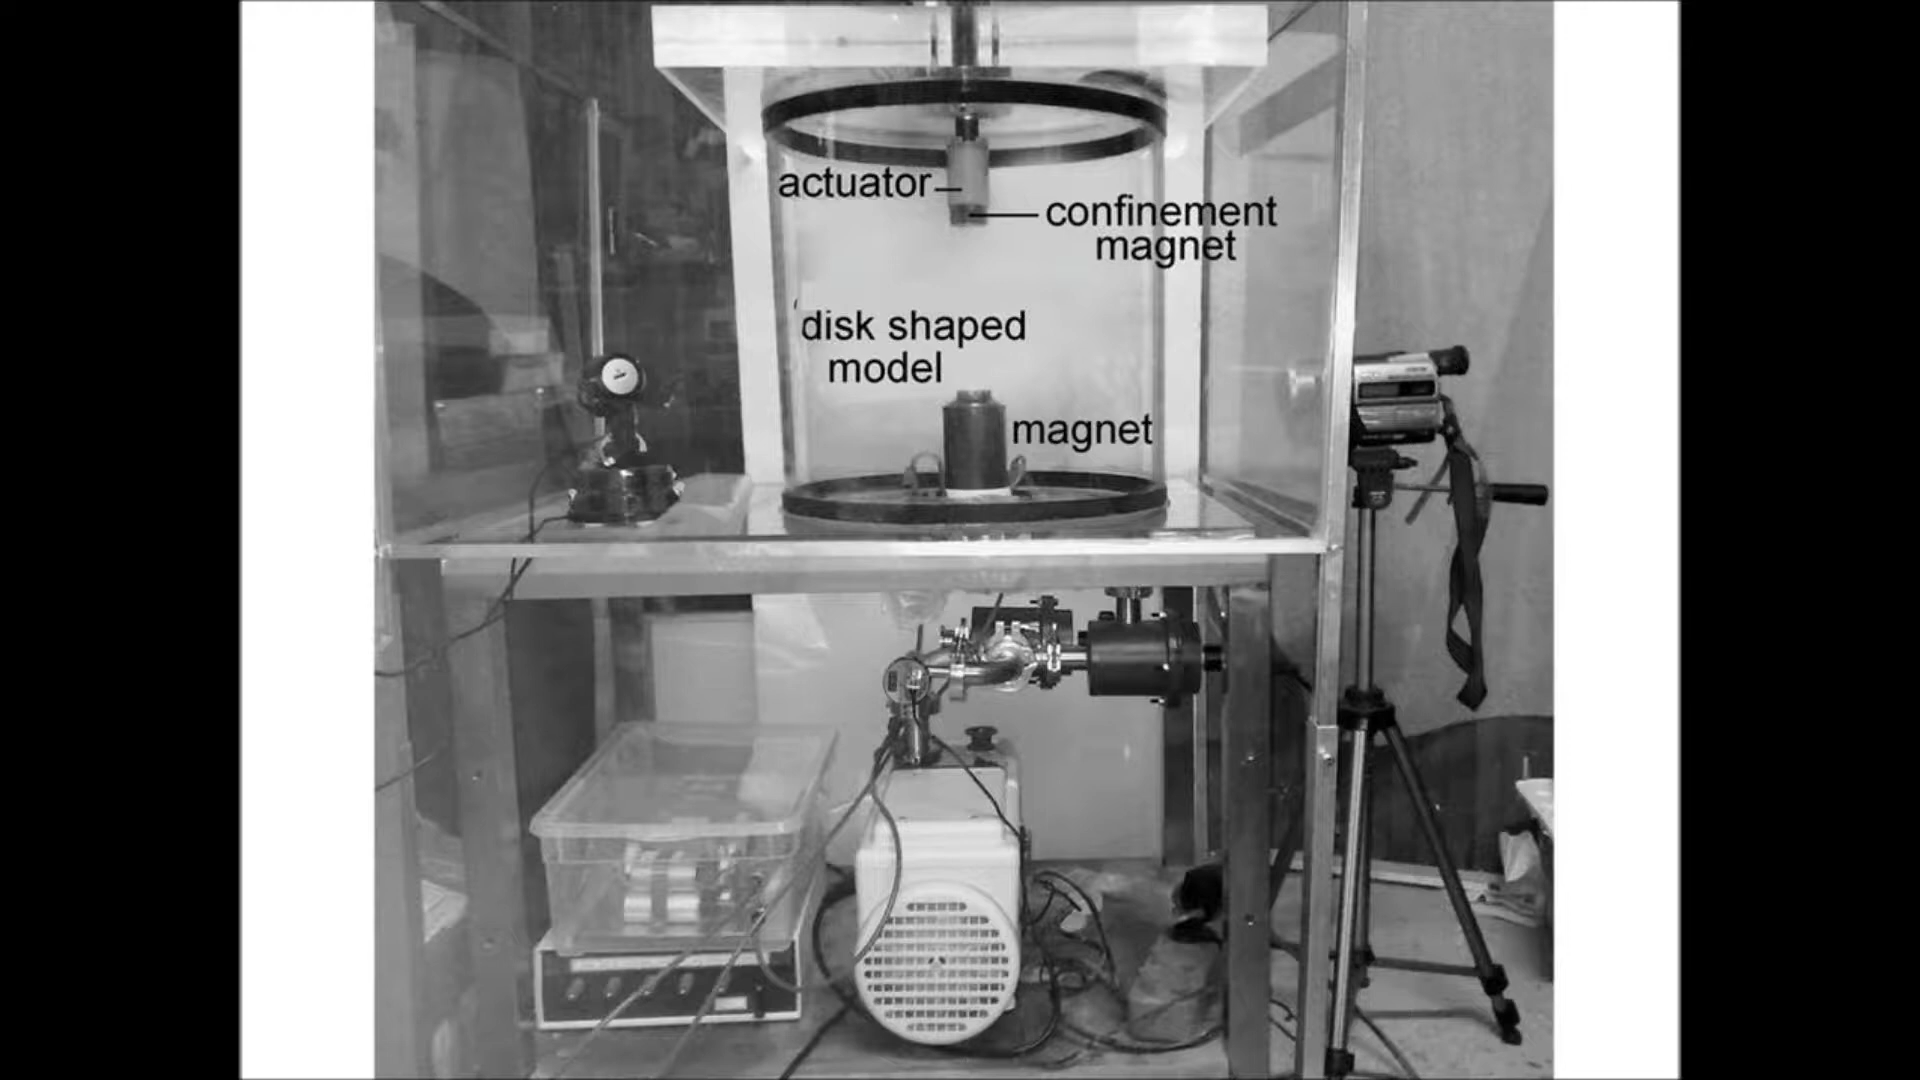 actuator
confinement
magnet
disk shaped
model
magnet